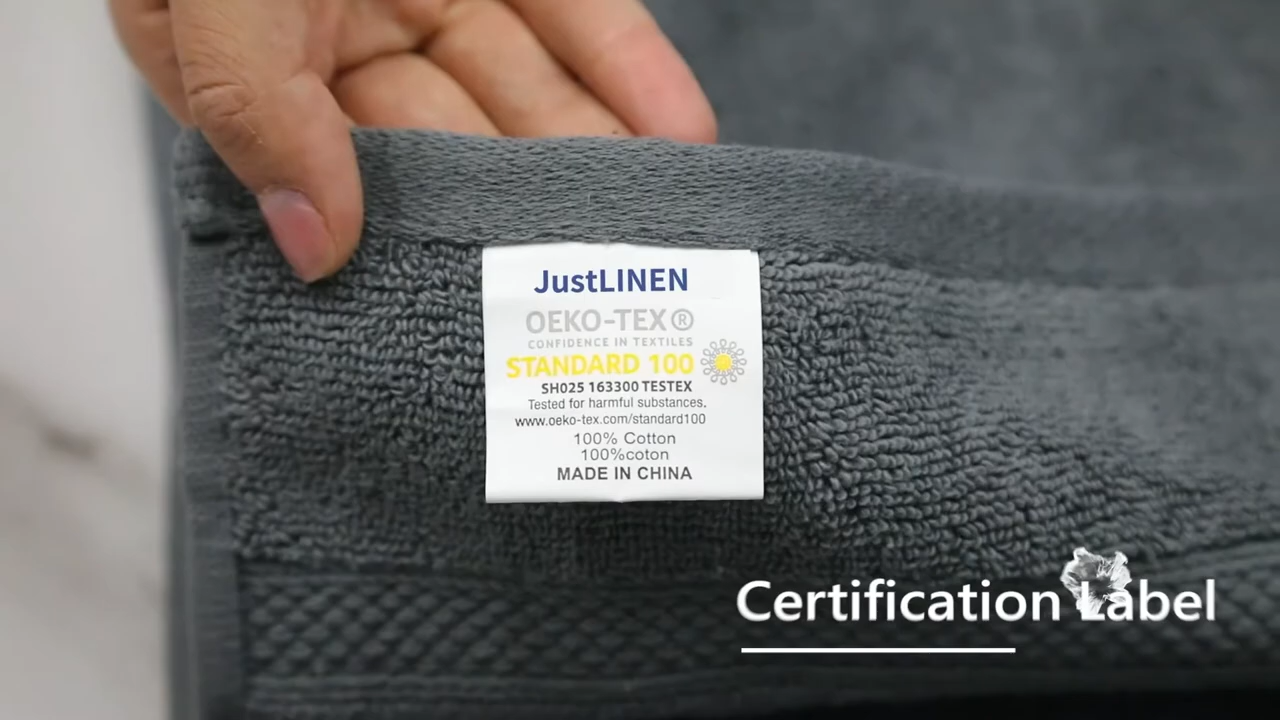 JustLINEN
OEKO-TEX®
CONFIDENCE IN TEXTILES
STANDARD 100
SH025 163300 TESTEX
Tested for harmful substances.
www.oeko-tex.com/standard100
100% Cotton
100%coton
MADE IN CHINA
Certification Label